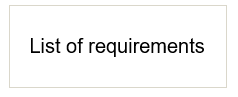 List of requirements